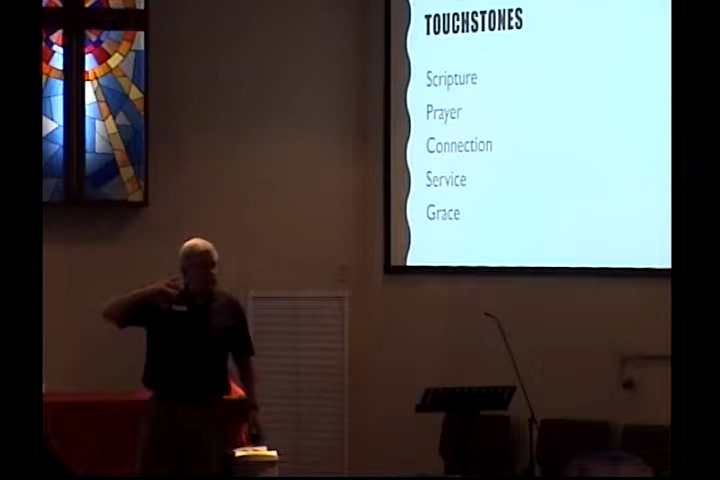 TOUCHSTONES
Scripture
Prayer
Connection
Service
Grace